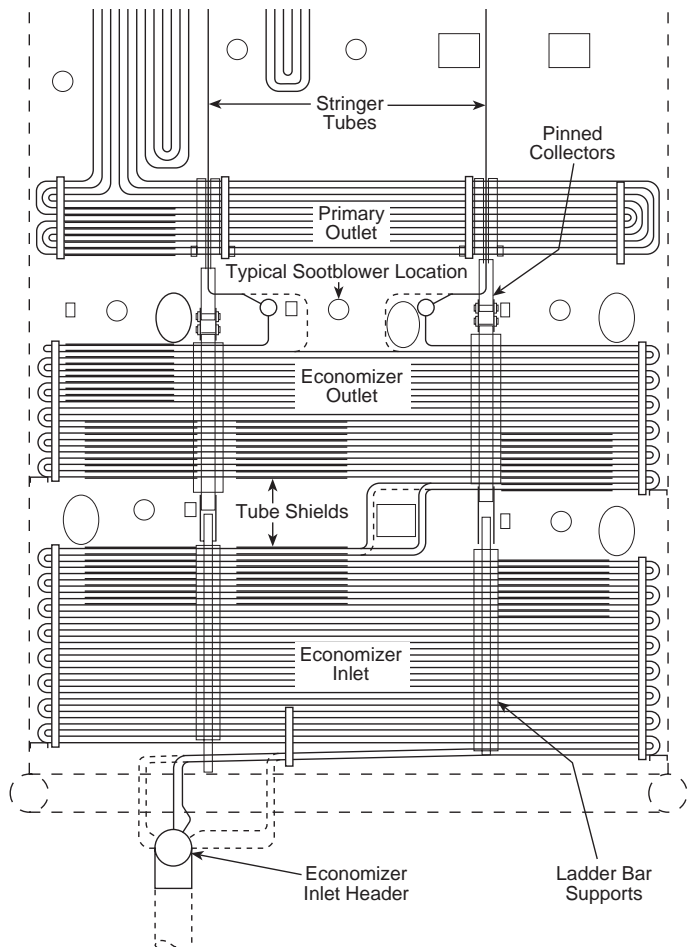 Stringer
Tubes
Pinned
Collectors
Primary
Outlet
Typical Sootblower Location
Economizer
Outlet
Tube Shields
Economizer
Inlet
Economizer
Inlet Header
Ladder Bar
Supports